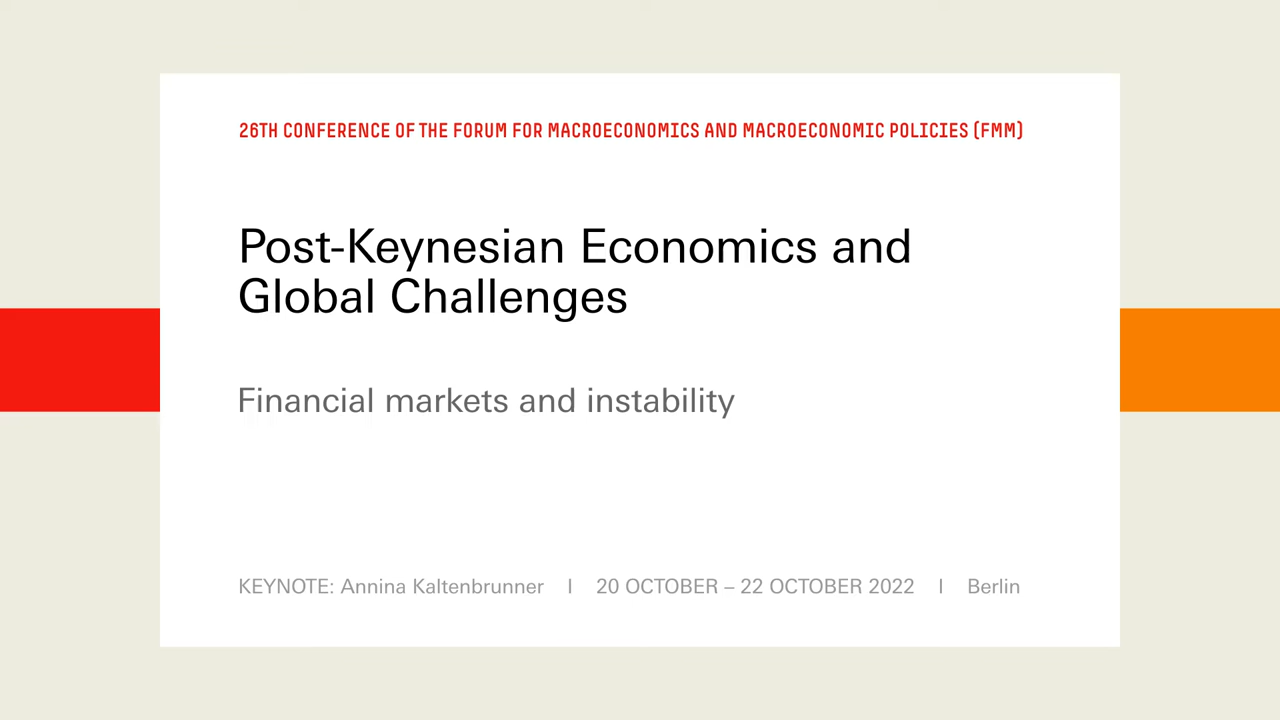 26TH CONFERENCE OF THE FORUM FOR MACROECONOMICS AND MACROECONOMIC POLICIES (FMM)
Post-Keynesian Economics and
Global Challenges
Financial markets and instability
KEYNOTE: Annina Kaltenbrunner I 20 OCTOBER – 22 OCTOBER 2022 I Berlin